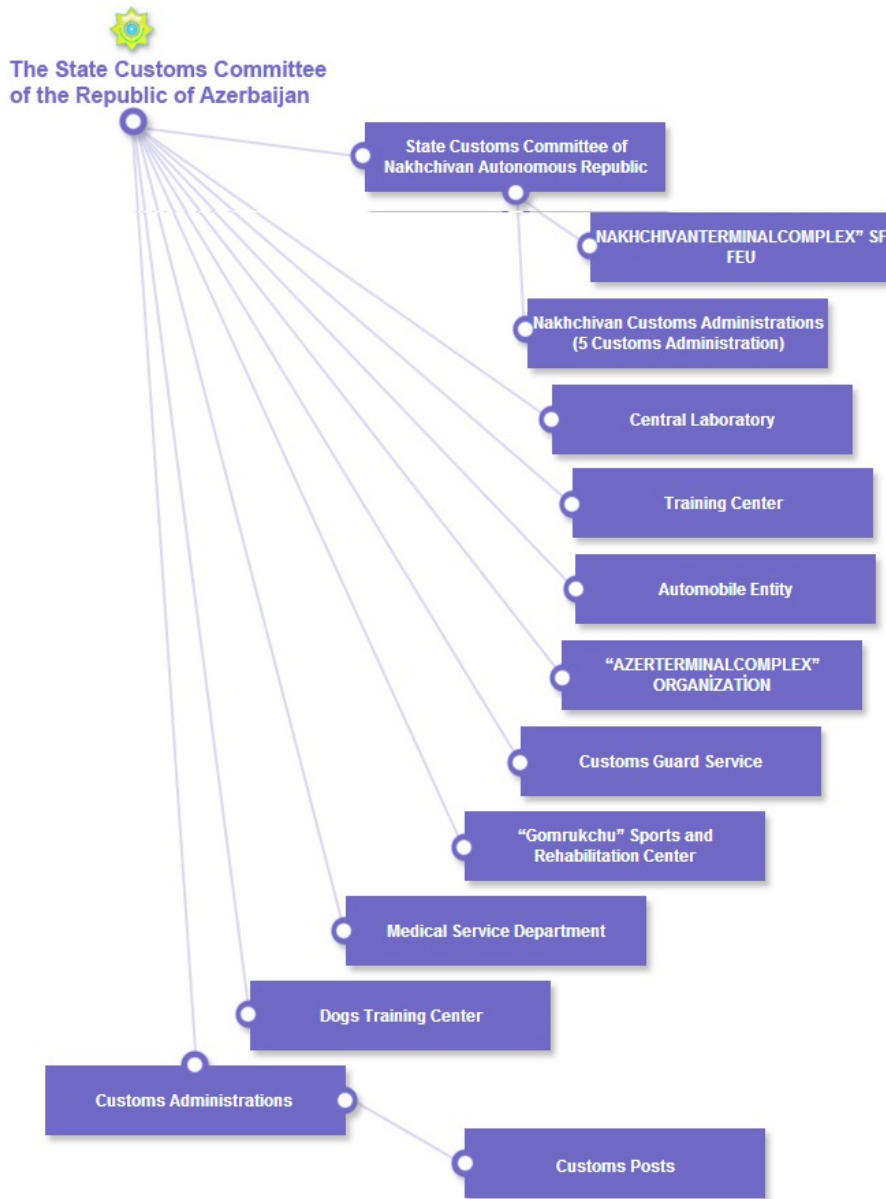 The State Customs Committee
of the Republic of Azerbaijan
State Customs Committee of
Nakhchivan Autonomous Republic
NAKHCHIVANTERMINALCOMPLEX” SF
FEU
Nakhchivan Customs Administrations
(5 Customs Administration)
Central Laboratory
Training Center
Automobile Entity
“AZERTERMINALCOMPLEX”
ORGANİZATİON
Customs Guard Service
“Gomrukchu” Sports and
Rehabilitation Center
Medical Service Department
Dogs Training Center
Customs Administrations
Customs Posts